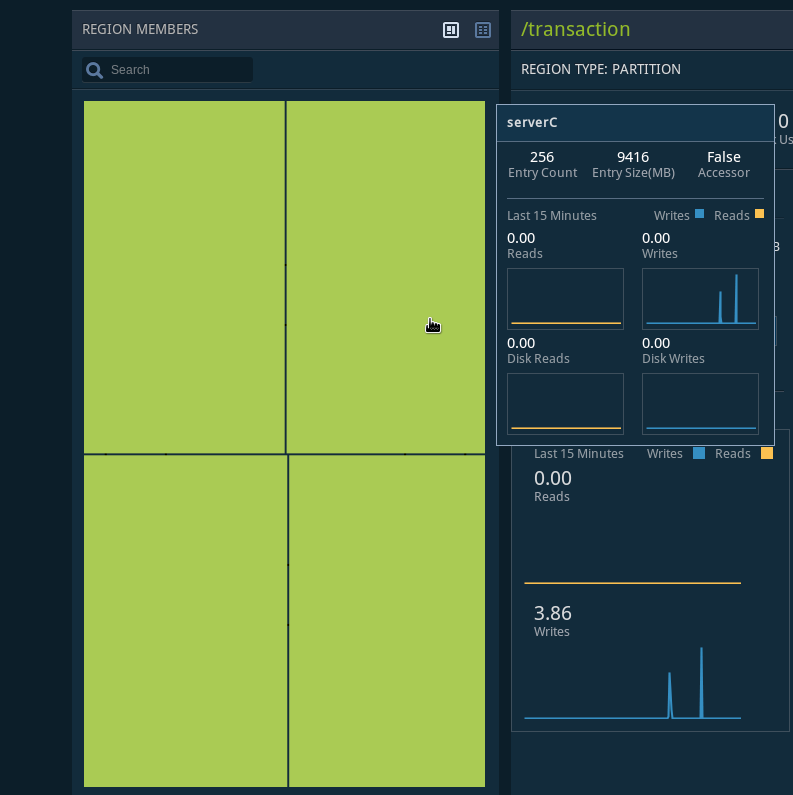 REGION MEMBERS
Search
/transaction
REGION TYPE: PARTITION
0
Us
B
serverC
256 9416 False
Entry Count Entry Size(MB) Accessor
Last 15 Minutes Writes Reads
0.00 0.00
Reads Writes
0.00 0.00
Disk Reads Disk Writes
Last 15 Minutes Writes Reads
0.00
Reads
3.86
Writes